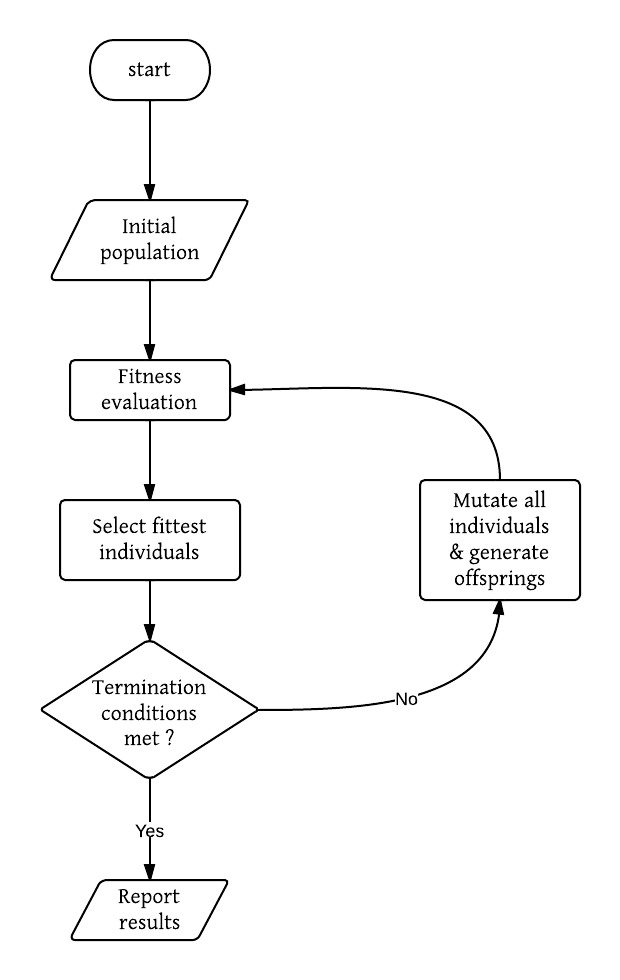 start
Initial
population
Fitness
evaluation
Select fittest
individuals
Mutate all
individuals
& generate
offsprings
Termination
conditions
met ?
No
Yes
Report
results